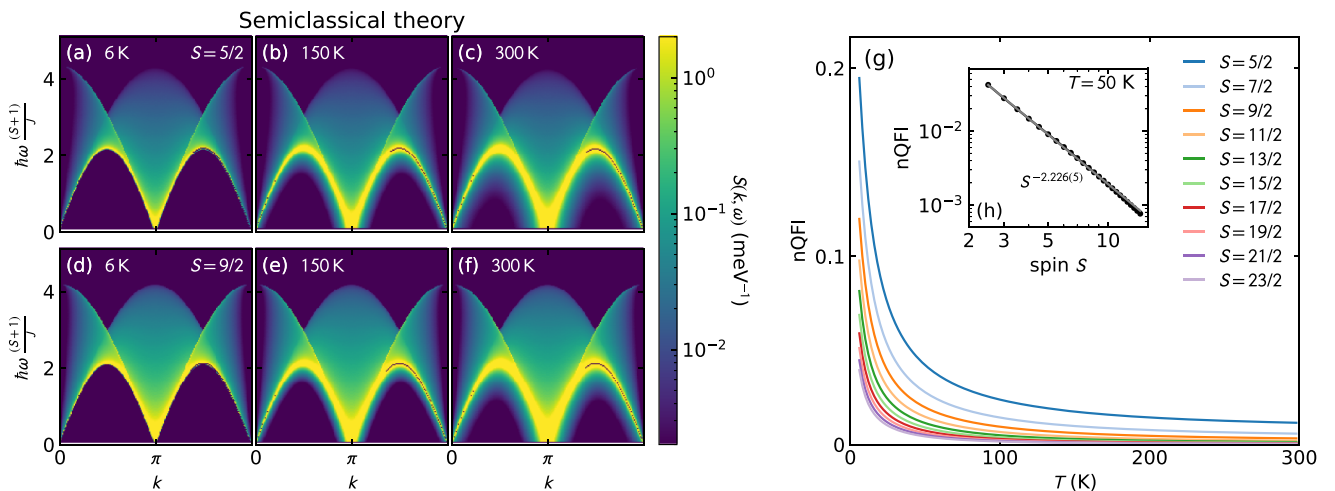 Semiclassical theory
(a) 6 K S = 5/2
(b) 150 K
(c) 300 K
4
2
0
ħω (S+1)/J
(d) 6 K S = 9/2
(e) 150 K
(f) 300 K
4
2
0
ħω (S+1)/J
0 π 0 π 0 π
k k k
10⁰
10⁻¹
10⁻²
S(k, ω) (meV⁻¹)
(g)
0.2
0.1
0
nQFI
0 100 200 300
T (K)
S = 5/2
S = 7/2
S = 9/2
S = 11/2
S = 13/2
S = 15/2
S = 17/2
S = 19/2
S = 21/2
S = 23/2
T = 50 K
10⁻²
10⁻³
nQFI
S⁻²·²²⁶⁽⁵⁾
(h)
2 3 5 10
spin S